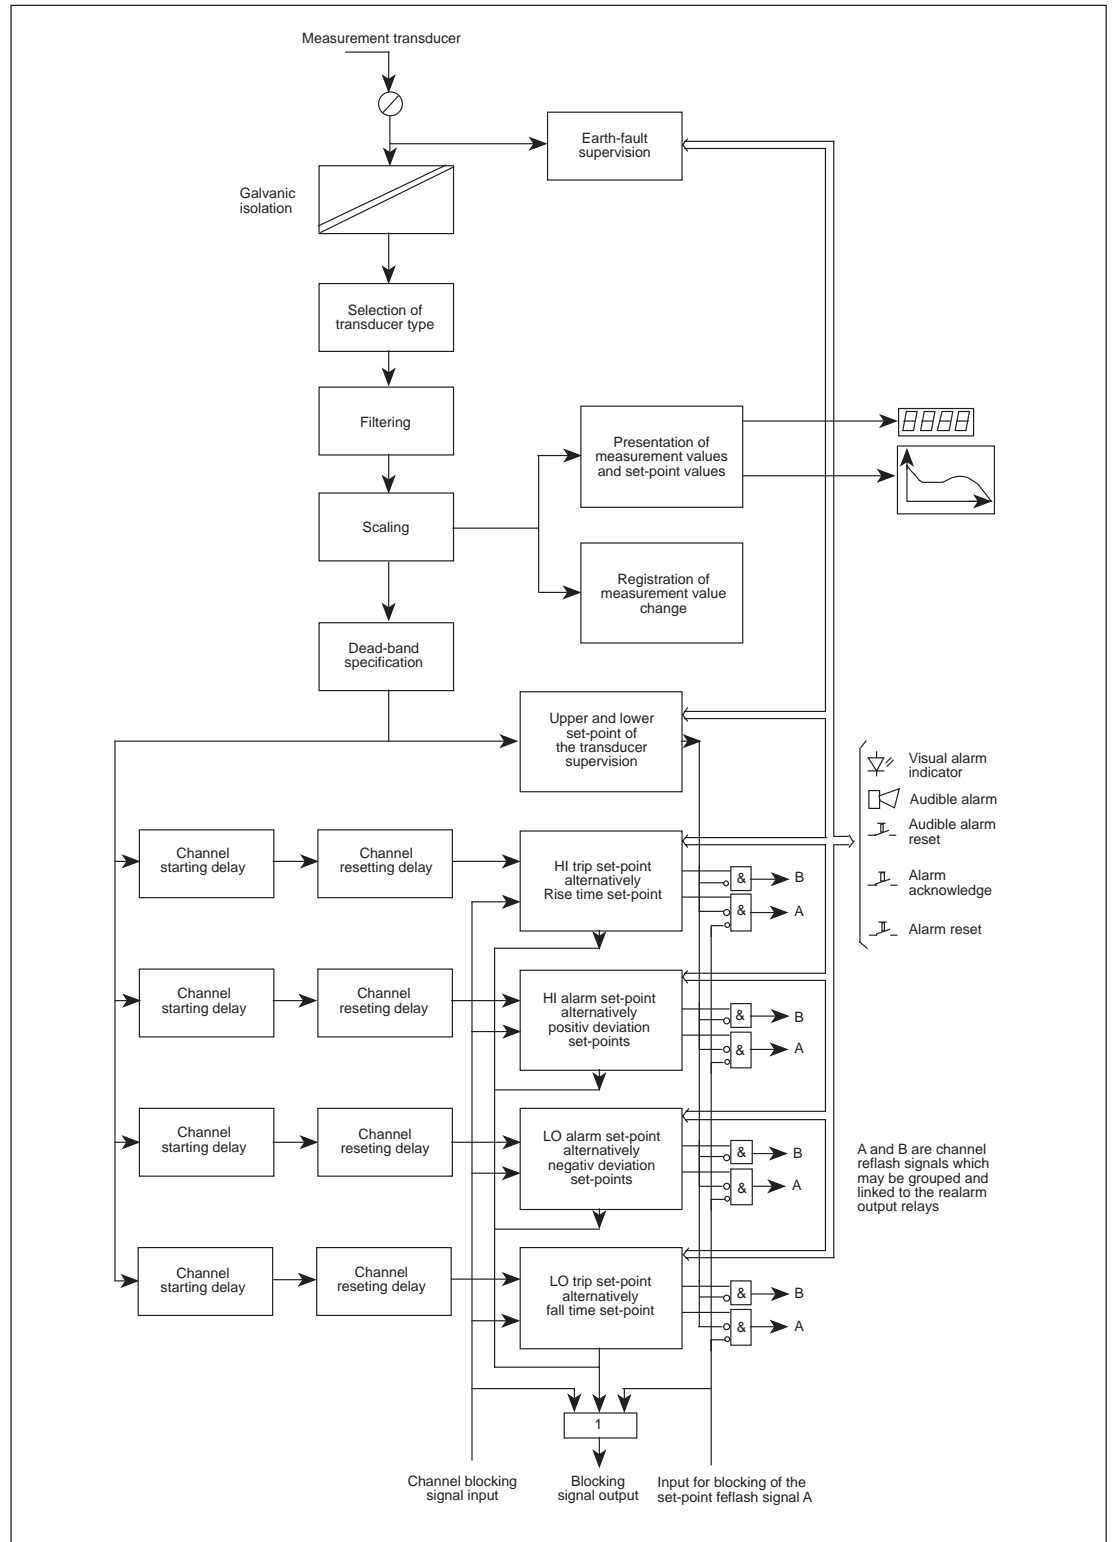 Measurement transducer
Earth-fault
supervision
Galvanic
isolation
Selection of
transducer type
Filtering
Presentation of
measurement values
and set-point values
8888
Scaling
Registration of
measurement value
change
Dead-band
specification
Upper and lower
set-point of
the transducer
supervision
Visual alarm
indicator
Audible alarm
Audible alarm
reset
Alarm
acknowledge
Alarm reset
Channel
starting delay
Channel
resetting delay
HI trip set-point
alternatively
Rise time set-point
&
B
&
A
Channel
starting delay
Channel
reseting delay
HI alarm set-point
alternatively
positiv deviation
set-points
&
B
&
A
Channel
starting delay
Channel
reseting delay
LO alarm set-point
alternatively
negativ deviation
set-points
&
B
&
A
A and B are channel
reflash signals which
may be grouped and
linked to the realarm
output relays
Channel
starting delay
Channel
reseting delay
LO trip set-point
alternatively
fall time set-point
&
B
&
A
1
Channel blocking
signal input
Blocking
signal output
Input for blocking of the
set-point feflash signal A